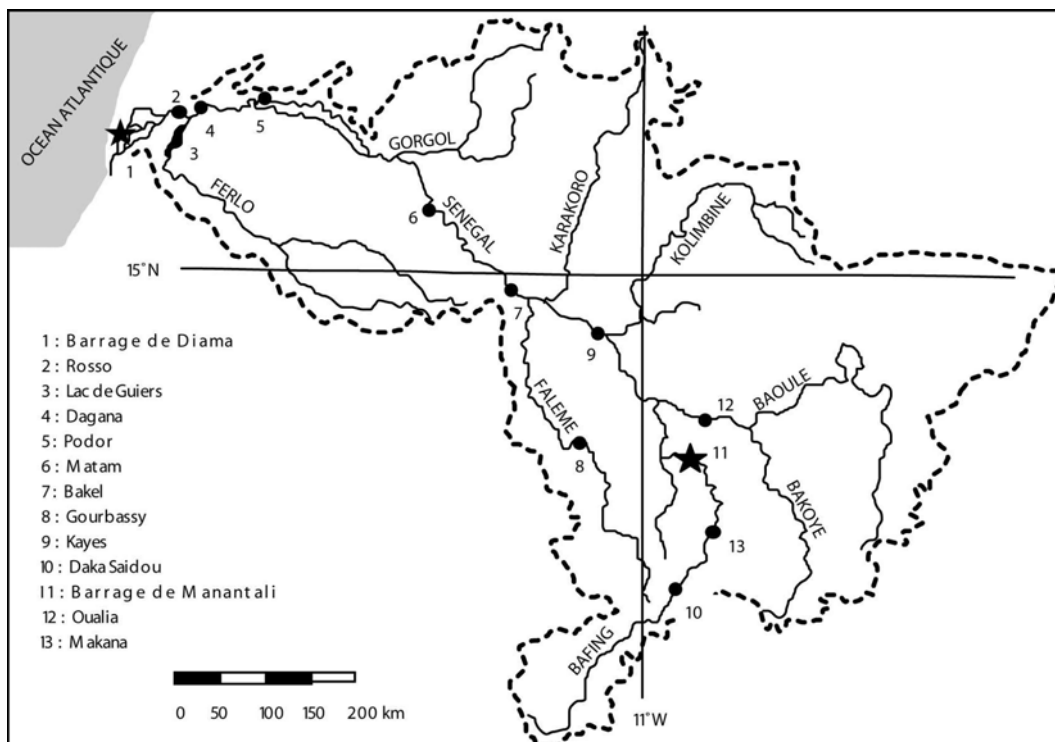 OCEAN ATLANTIQUE
2
4
5
1
3
GORGOL
FERLO
6
SENEGAL
KARAKORO
KOLIMBINE
15°N
7
9
1 : Barrage de Diama
2 : Rosso
3 : Lac de Guiers
4 : Dagana
5 : Podor
6 : Matam
7 : Bakel
8 : Gourbassy
9 : Kayes
10 : Daka Saidou
11 : Barrage de Manantali
12 : Oualia
13 : Makana
FALEME
8
12
BAOULE
11
BAKOYE
13
10
BAFING
11°W
0 50 100 150 200 km